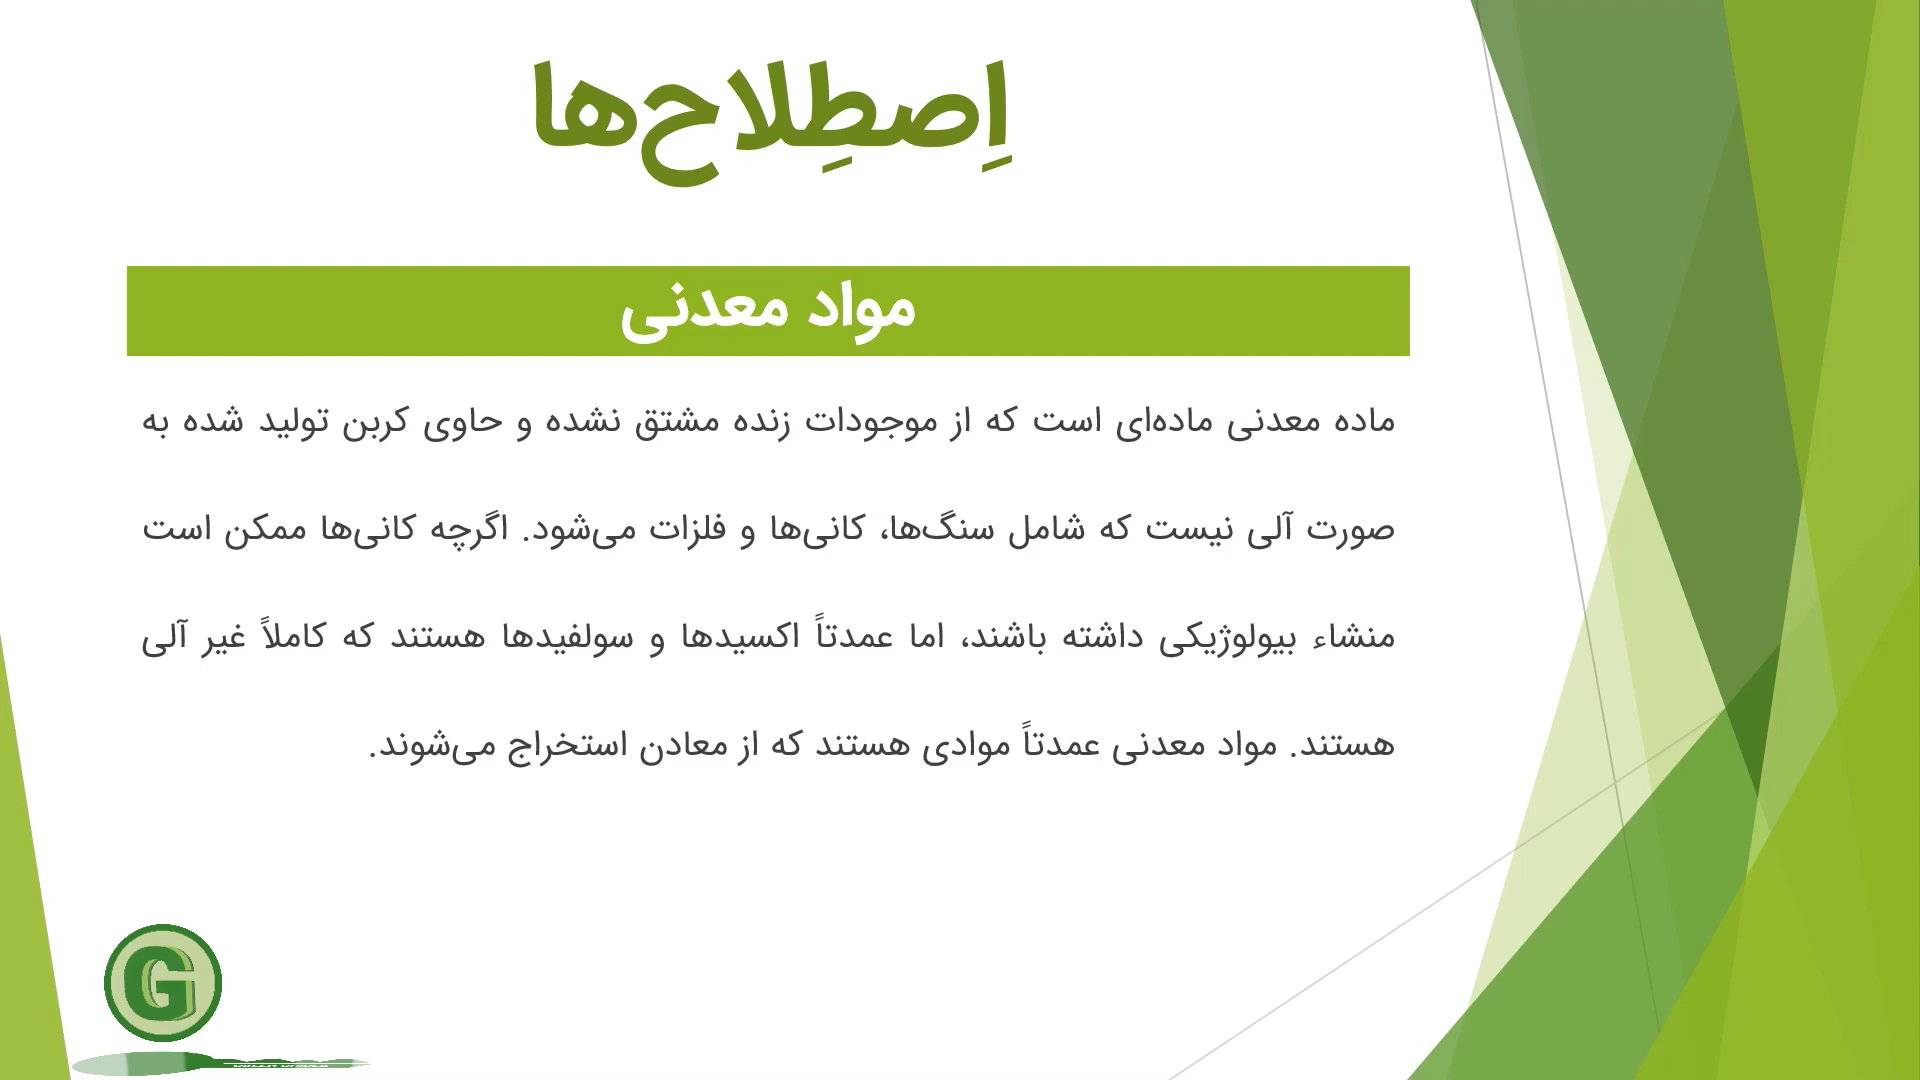 اِصطِلاح‌ها
مواد معدنی
ماده معدنی ماده‌ای است که از موجودات زنده مشتق نشده و حاوی کربن تولید شده به
صورت آلی نیست که شامل سنگ‌ها، کانی‌ها و فلزات می‌شود. اگرچه کانی‌ها ممکن است
منشاء بیولوژیکی داشته باشند، اما عمدتاً اکسیدها و سولفیدها هستند که کاملاً غیر آلی
هستند. مواد معدنی عمدتاً موادی هستند که از معادن استخراج می‌شوند.
G